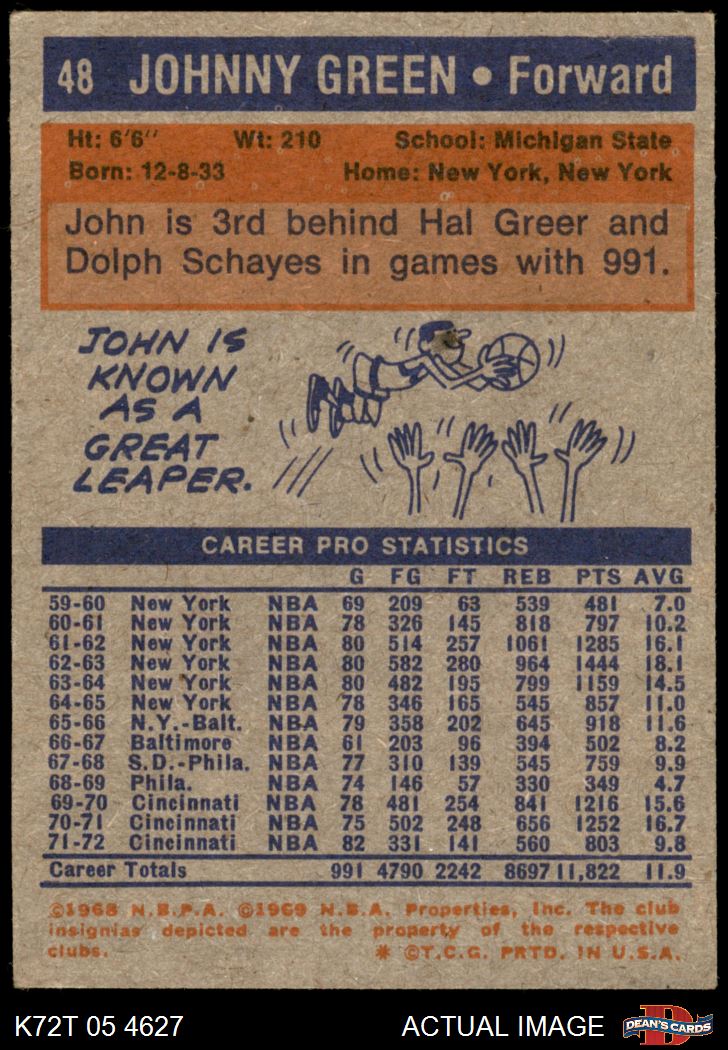 48 JOHNNY GREEN • Forward
Ht: 6'6" Wt: 210 School: Michigan State
Born: 12-8-33 Home: New York, New York
John is 3rd behind Hal Greer and
Dolph Schayes in games with 991.
JOHN IS
KNOWN
AS A
GREAT
LEAPER.
CAREER PRO STATISTICS
G FG FT REB PTS AVG
59-60 New York NBA 69 209 63 539 481 7.0
60-61 New York NBA 78 326 145 818 797 10.2
61-62 New York NBA 80 514 257 1061 1285 16.1
62-63 New York NBA 80 582 280 964 1444 18.1
63-64 New York NBA 80 482 195 799 1159 14.5
64-65 New York NBA 78 346 165 545 857 11.0
65-66 N.Y.-Balt. NBA 79 358 202 645 918 11.6
66-67 Baltimore NBA 61 203 96 394 502 8.2
67-68 S.D.-Phila. NBA 77 310 139 545 759 9.9
68-69 Phila. NBA 74 146 57 330 349 4.7
69-70 Cincinnati NBA 78 481 254 841 1216 15.6
70-71 Cincinnati NBA 75 502 248 656 1252 16.7
71-72 Cincinnati NBA 82 331 141 560 803 9.8
Career Totals 991 4790 2242 8697 11,822 11.9
©1968 N.B.P.A. ©1969 N.B.A. Properties, Inc. The club
insignias depicted are the property of the respective
clubs. * ©T.C.G. PRTD. IN U.S.A.
K72T 05 4627 ACTUAL IMAGE D DEAN'S CARDS